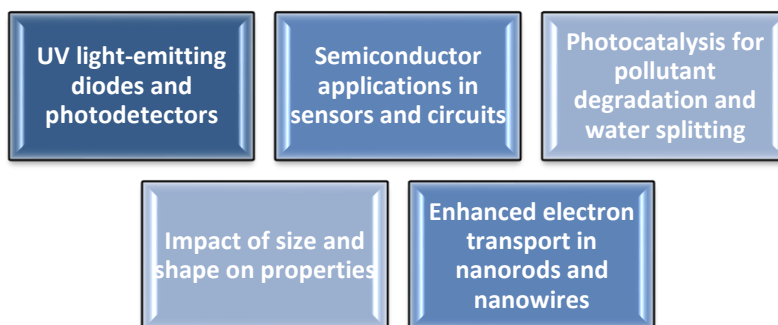 UV light-emitting
diodes and
photodetectors
Semiconductor
applications in
sensors and circuits
Photocatalysis for
pollutant
degradation and
water splitting
Impact of size and
shape on properties
Enhanced electron
transport in
nanorods and
nanowires